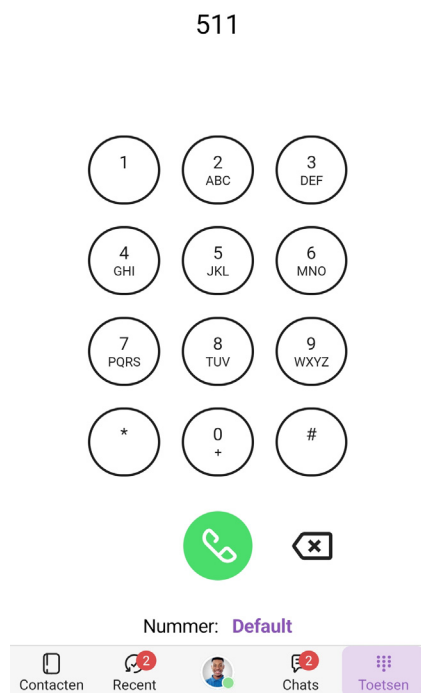 511
1 2 3
ABC DEF
4 5 6
GHI JKL MNO
7 8 9
PQRS TUV WXYZ
* 0 #
+
Nummer: Default
2 2
Contacten Recent Chats Toetsen